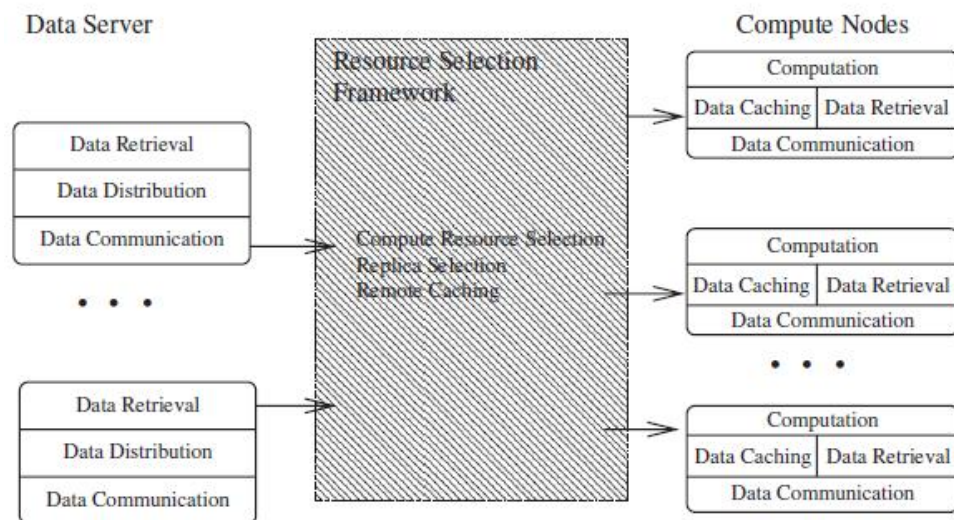 Data Server
Data Retrieval
Data Distribution
Data Communication
Data Retrieval
Data Distribution
Data Communication
Resource Selection
Framework
Compute Resource Selection
Replica Selection
Remote Caching
Compute Nodes
Computation
Data Caching Data Retrieval
Data Communication
Computation
Data Caching Data Retrieval
Data Communication
Computation
Data Caching Data Retrieval
Data Communication